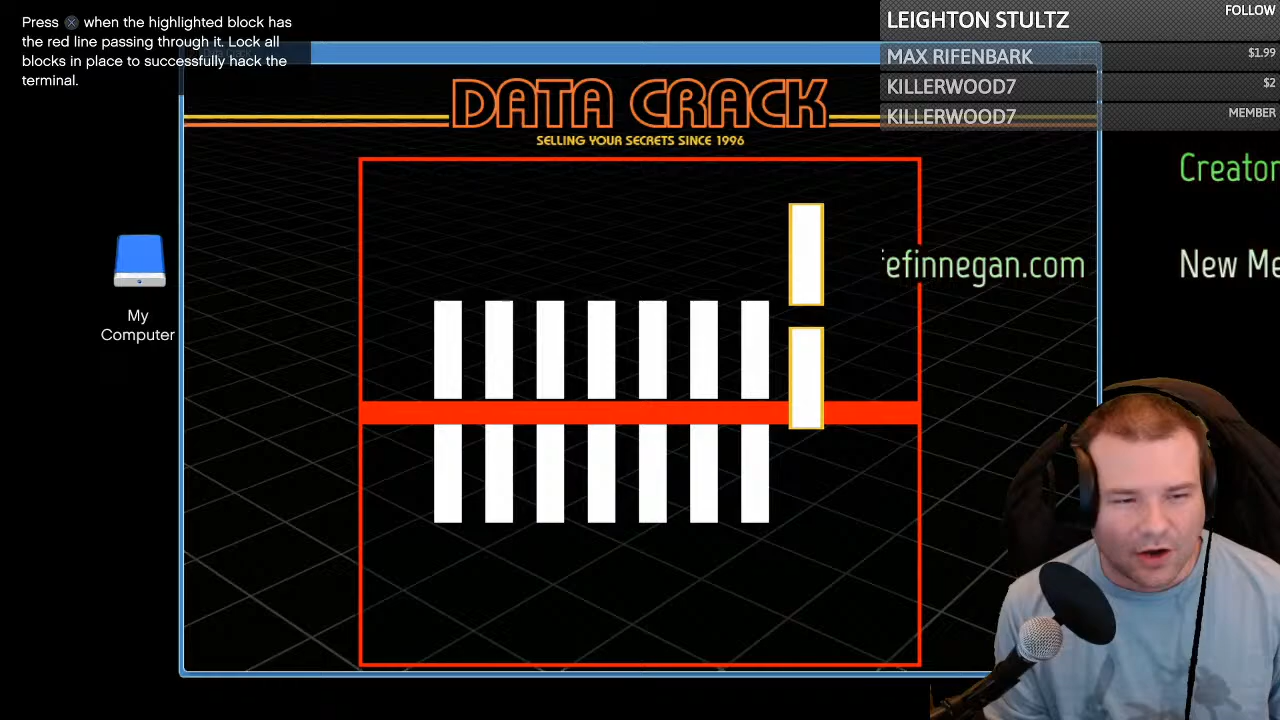 Press ⊗ when the highlighted block has
the red line passing through it. Lock all
blocks in place to successfully hack the
terminal.
LEIGHTON STULTZ
FOLLOW
MAX RIFENBARK
$1.99
KILLERWOOD7
$2
KILLERWOOD7
MEMBER
DATA CRACK
SELLING YOUR SECRETS SINCE 1996
Creator
efinnegan.com
New Me
My
Computer